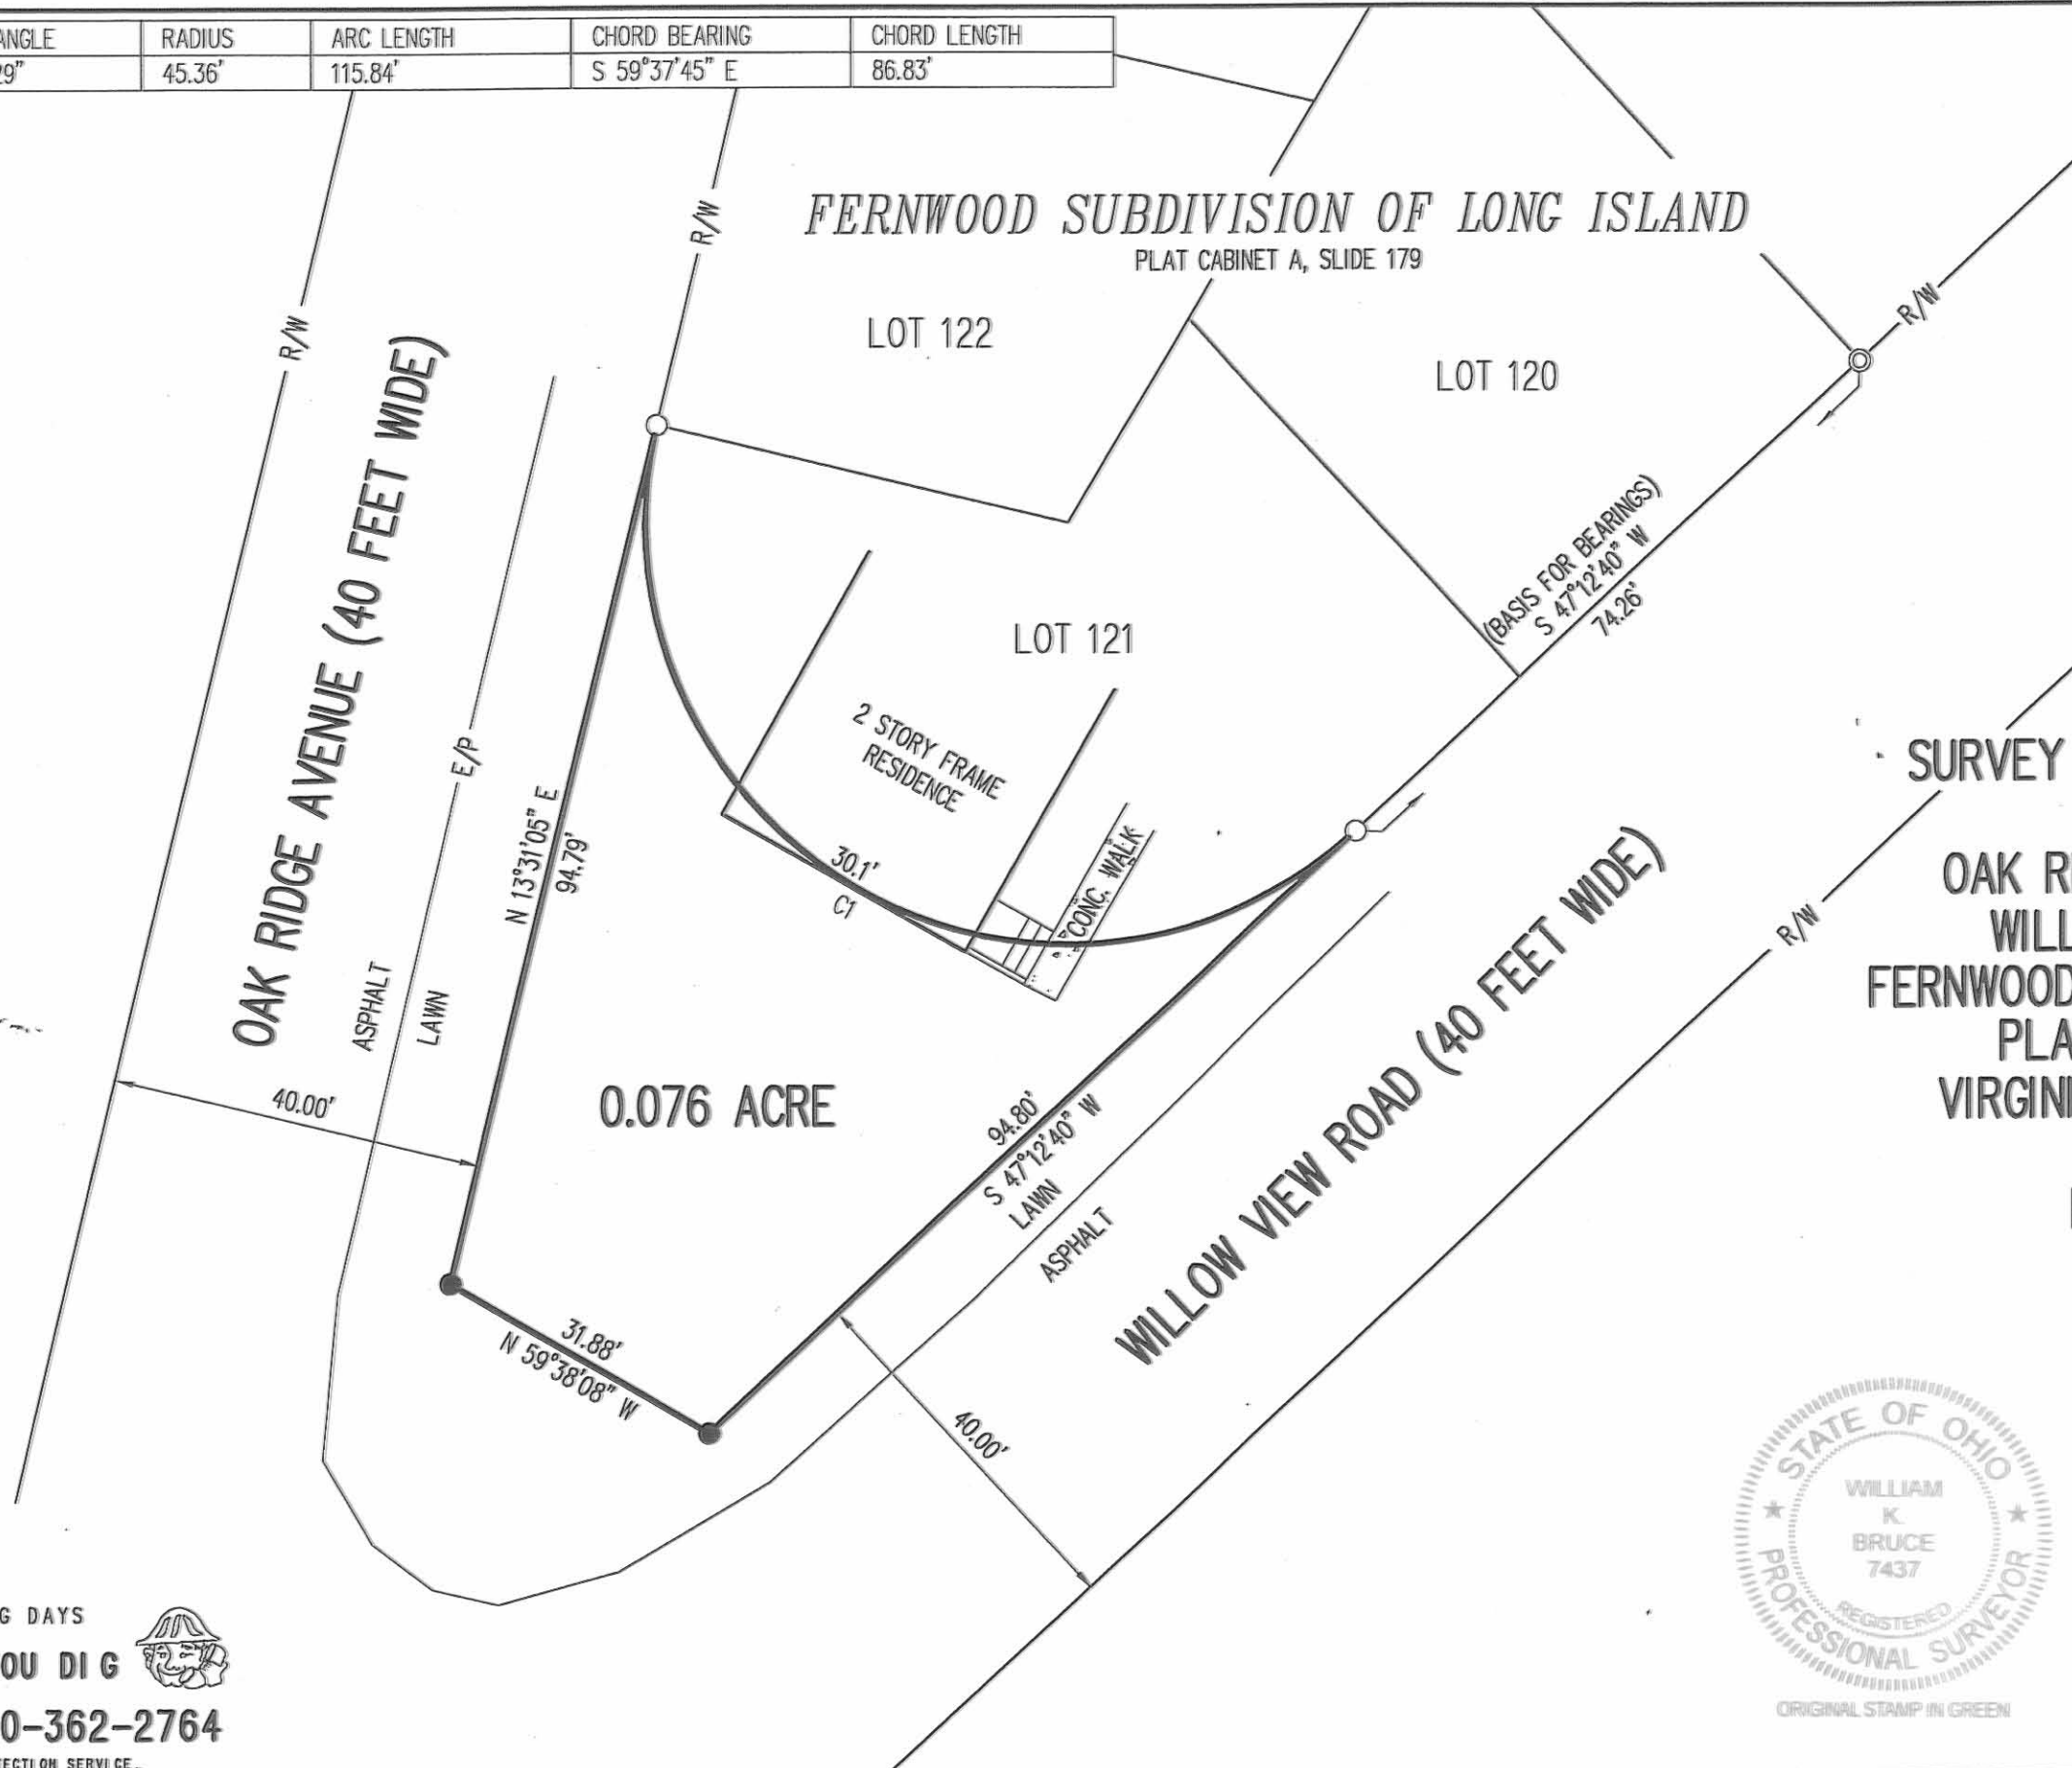 ANGLE RADIUS ARC LENGTH CHORD BEARING CHORD LENGTH
29" 45.36' 115.84' S 59°37'45" E 86.83'
FERNWOOD SUBDIVISION OF LONG ISLAND
PLAT CABINET A, SLIDE 179
R/W
R/W
R/W
LOT 122
LOT 120
OAK RIDGE AVENUE (40 FEET WIDE)
E/P
(BASIS FOR BEARINGS)
S 47°12'40" W
74.26'
LOT 121
2 STORY FRAME
RESIDENCE
30.1'
C1
CONC. WALK
N 13°31'05" E
94.79'
ASPHALT
LAWN
40.00'
0.076 ACRE
94.80'
S 47°12'40" W
LAWN
ASPHALT
WILLOW VIEW ROAD (40 FEET WIDE)
R/W
31.88'
N 59°38'08" W
40.00'
SURVEY
OAK R
WILL
FERNWOOD
PLA
VIRGINI
STATE OF OHIO
WILLIAM
K.
BRUCE
7437
REGISTERED
PROFESSIONAL SURVEYOR
ORIGINAL STAMP IN GREEN
G DAYS
OU DIG
0-362-2764
TECTION SERVICE